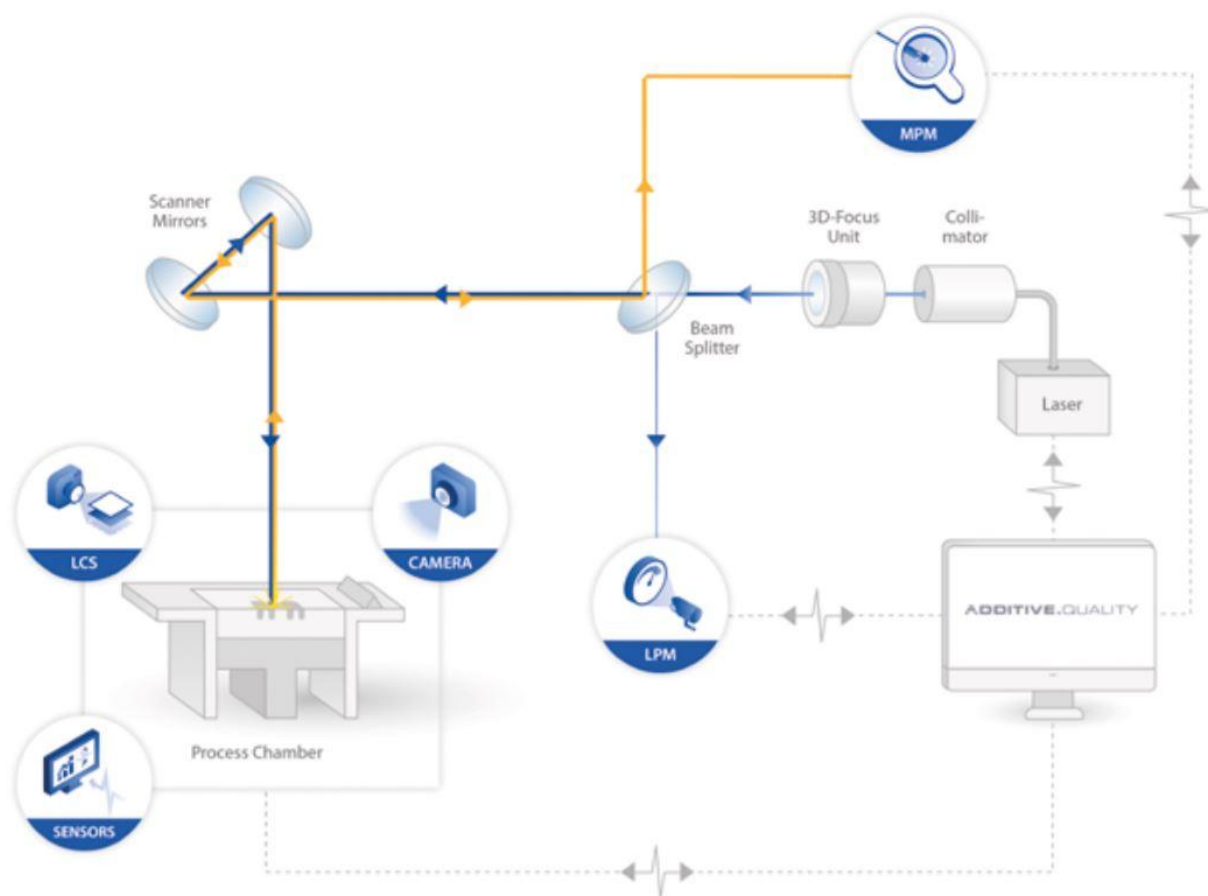 MPM
Scanner
Mirrors
3D-Focus
Unit
Colli-
mator
Beam
Splitter
Laser
LCS
CAMERA
ADDITIVE.QUALITY
LPM
Process Chamber
SENSORS